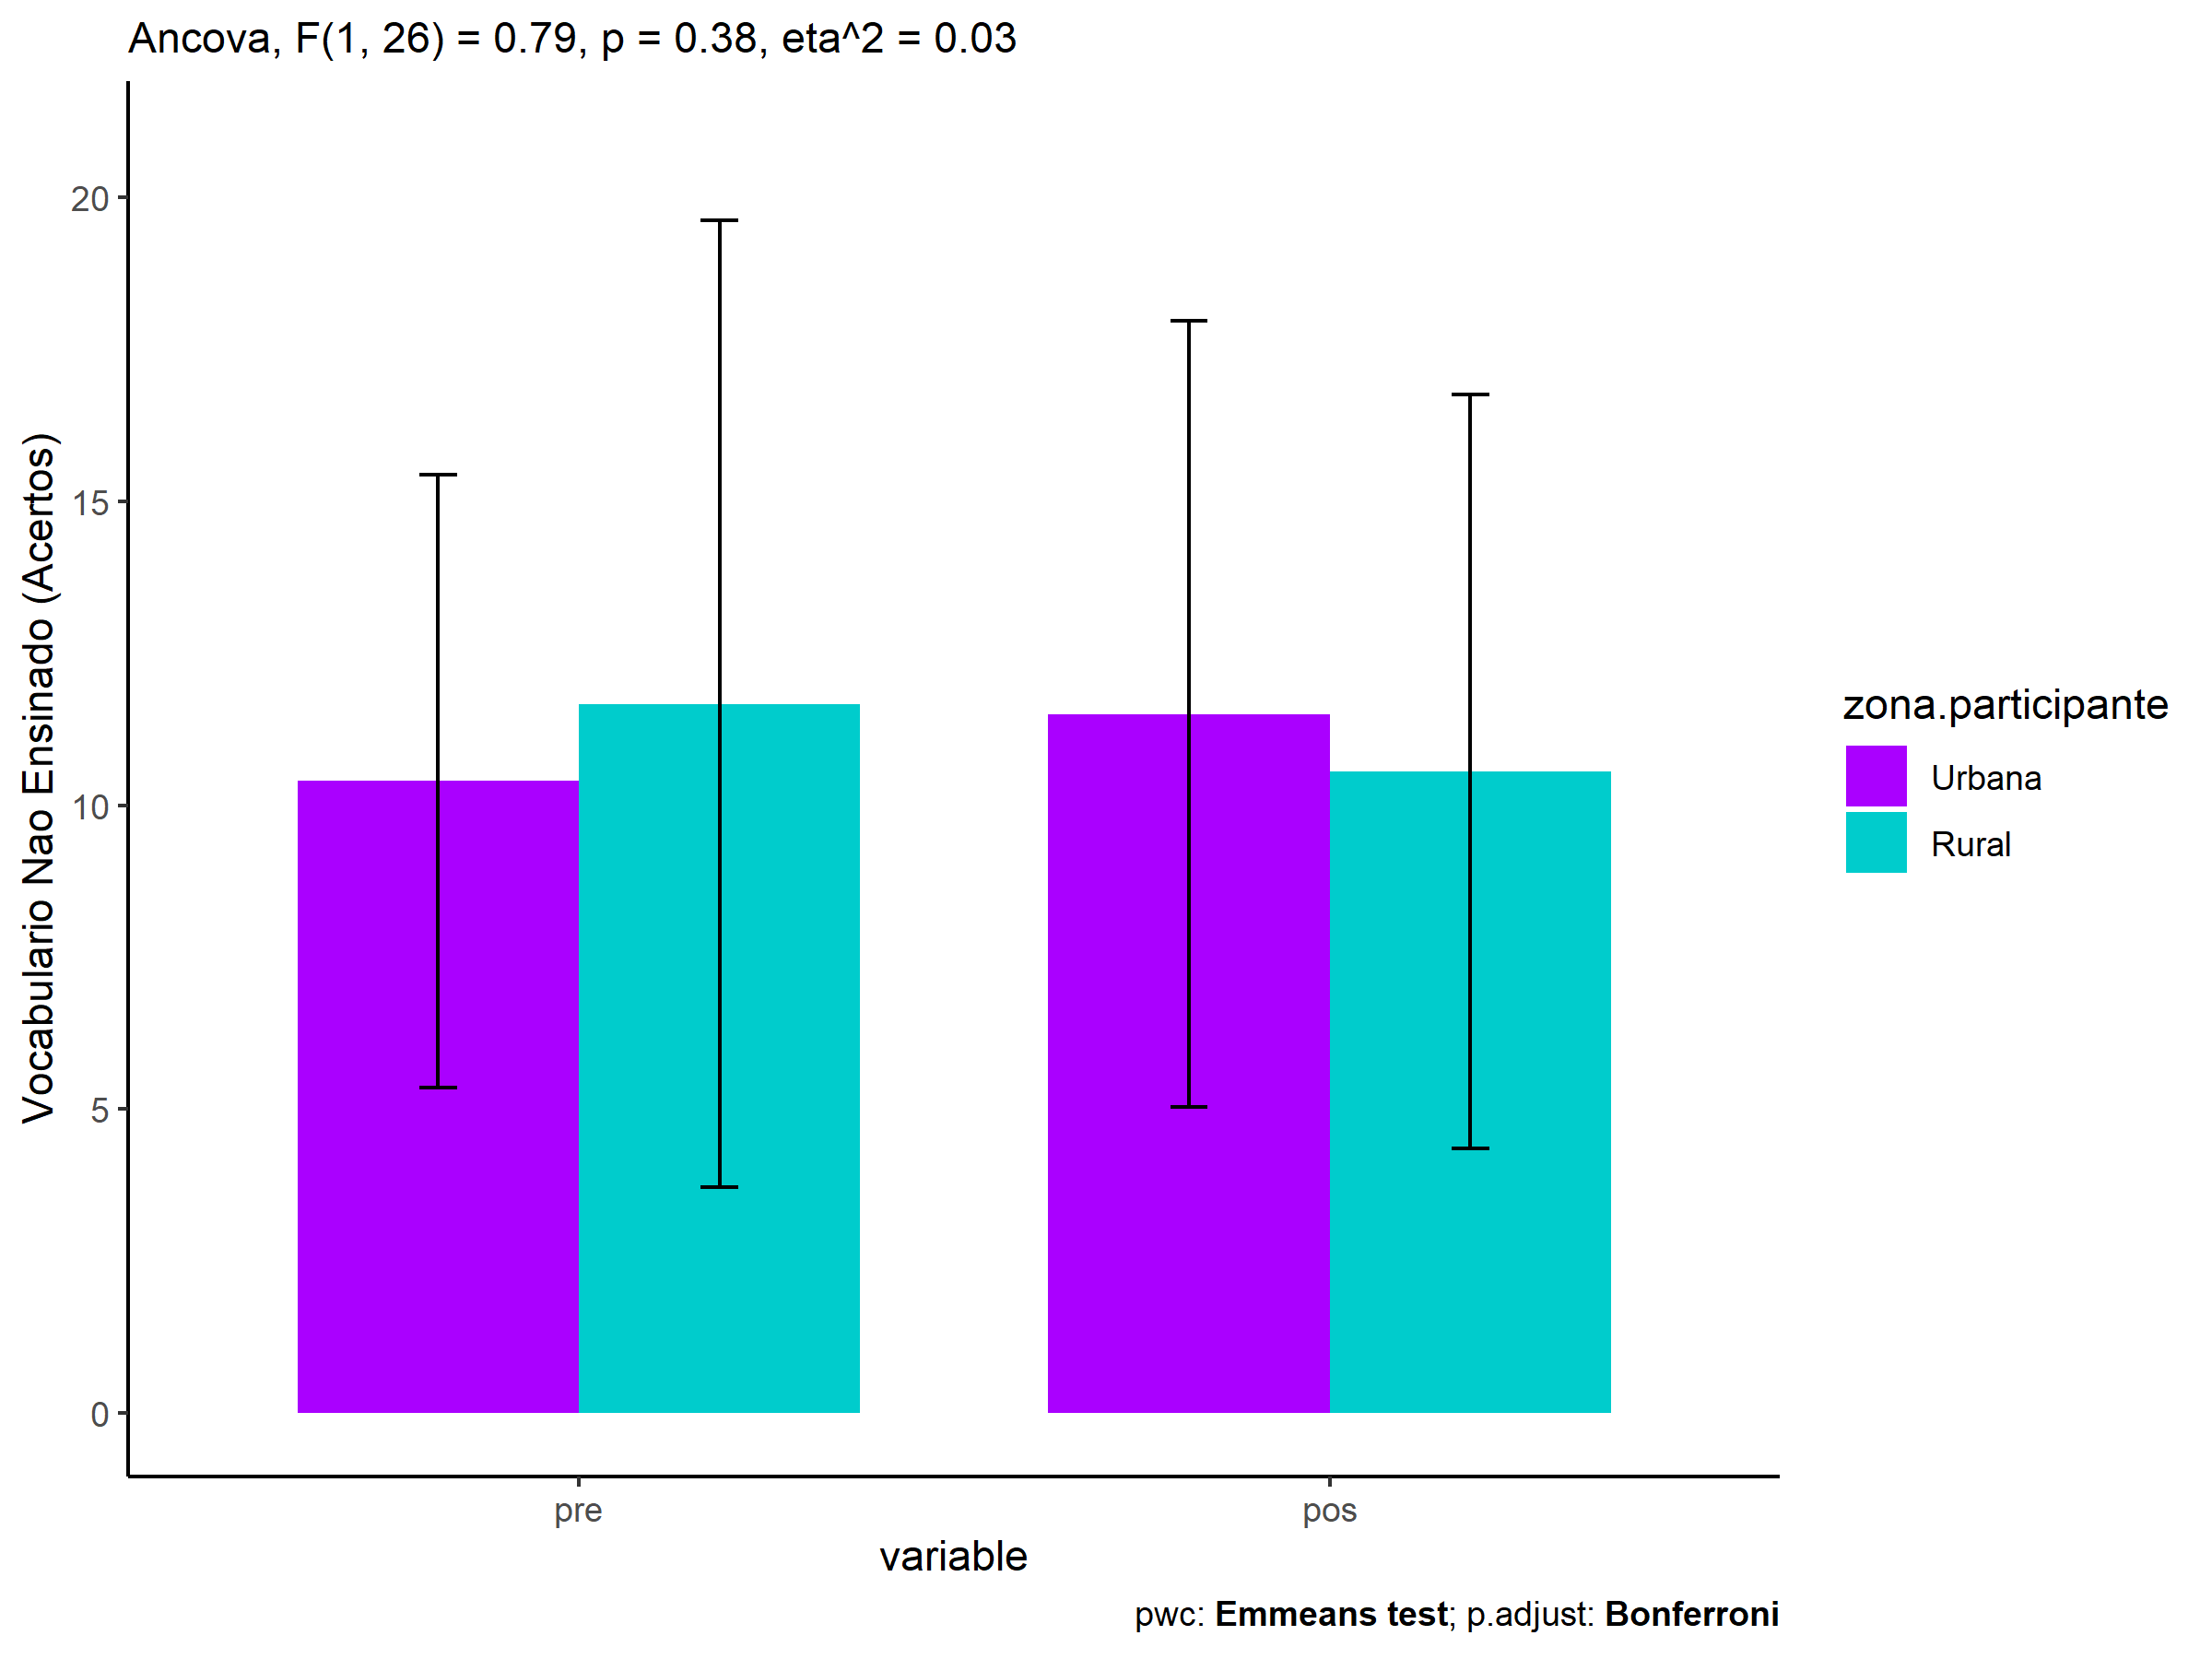 Ancova, F(1, 26) = 0.79, p = 0.38, eta^2 = 0.03
Vocabulario Nao Ensinado (Acertos)
20
15
10
5
0
pre
pos
variable
zona.participante
Urbana
Rural
pwc: Emmeans test; p.adjust: Bonferroni